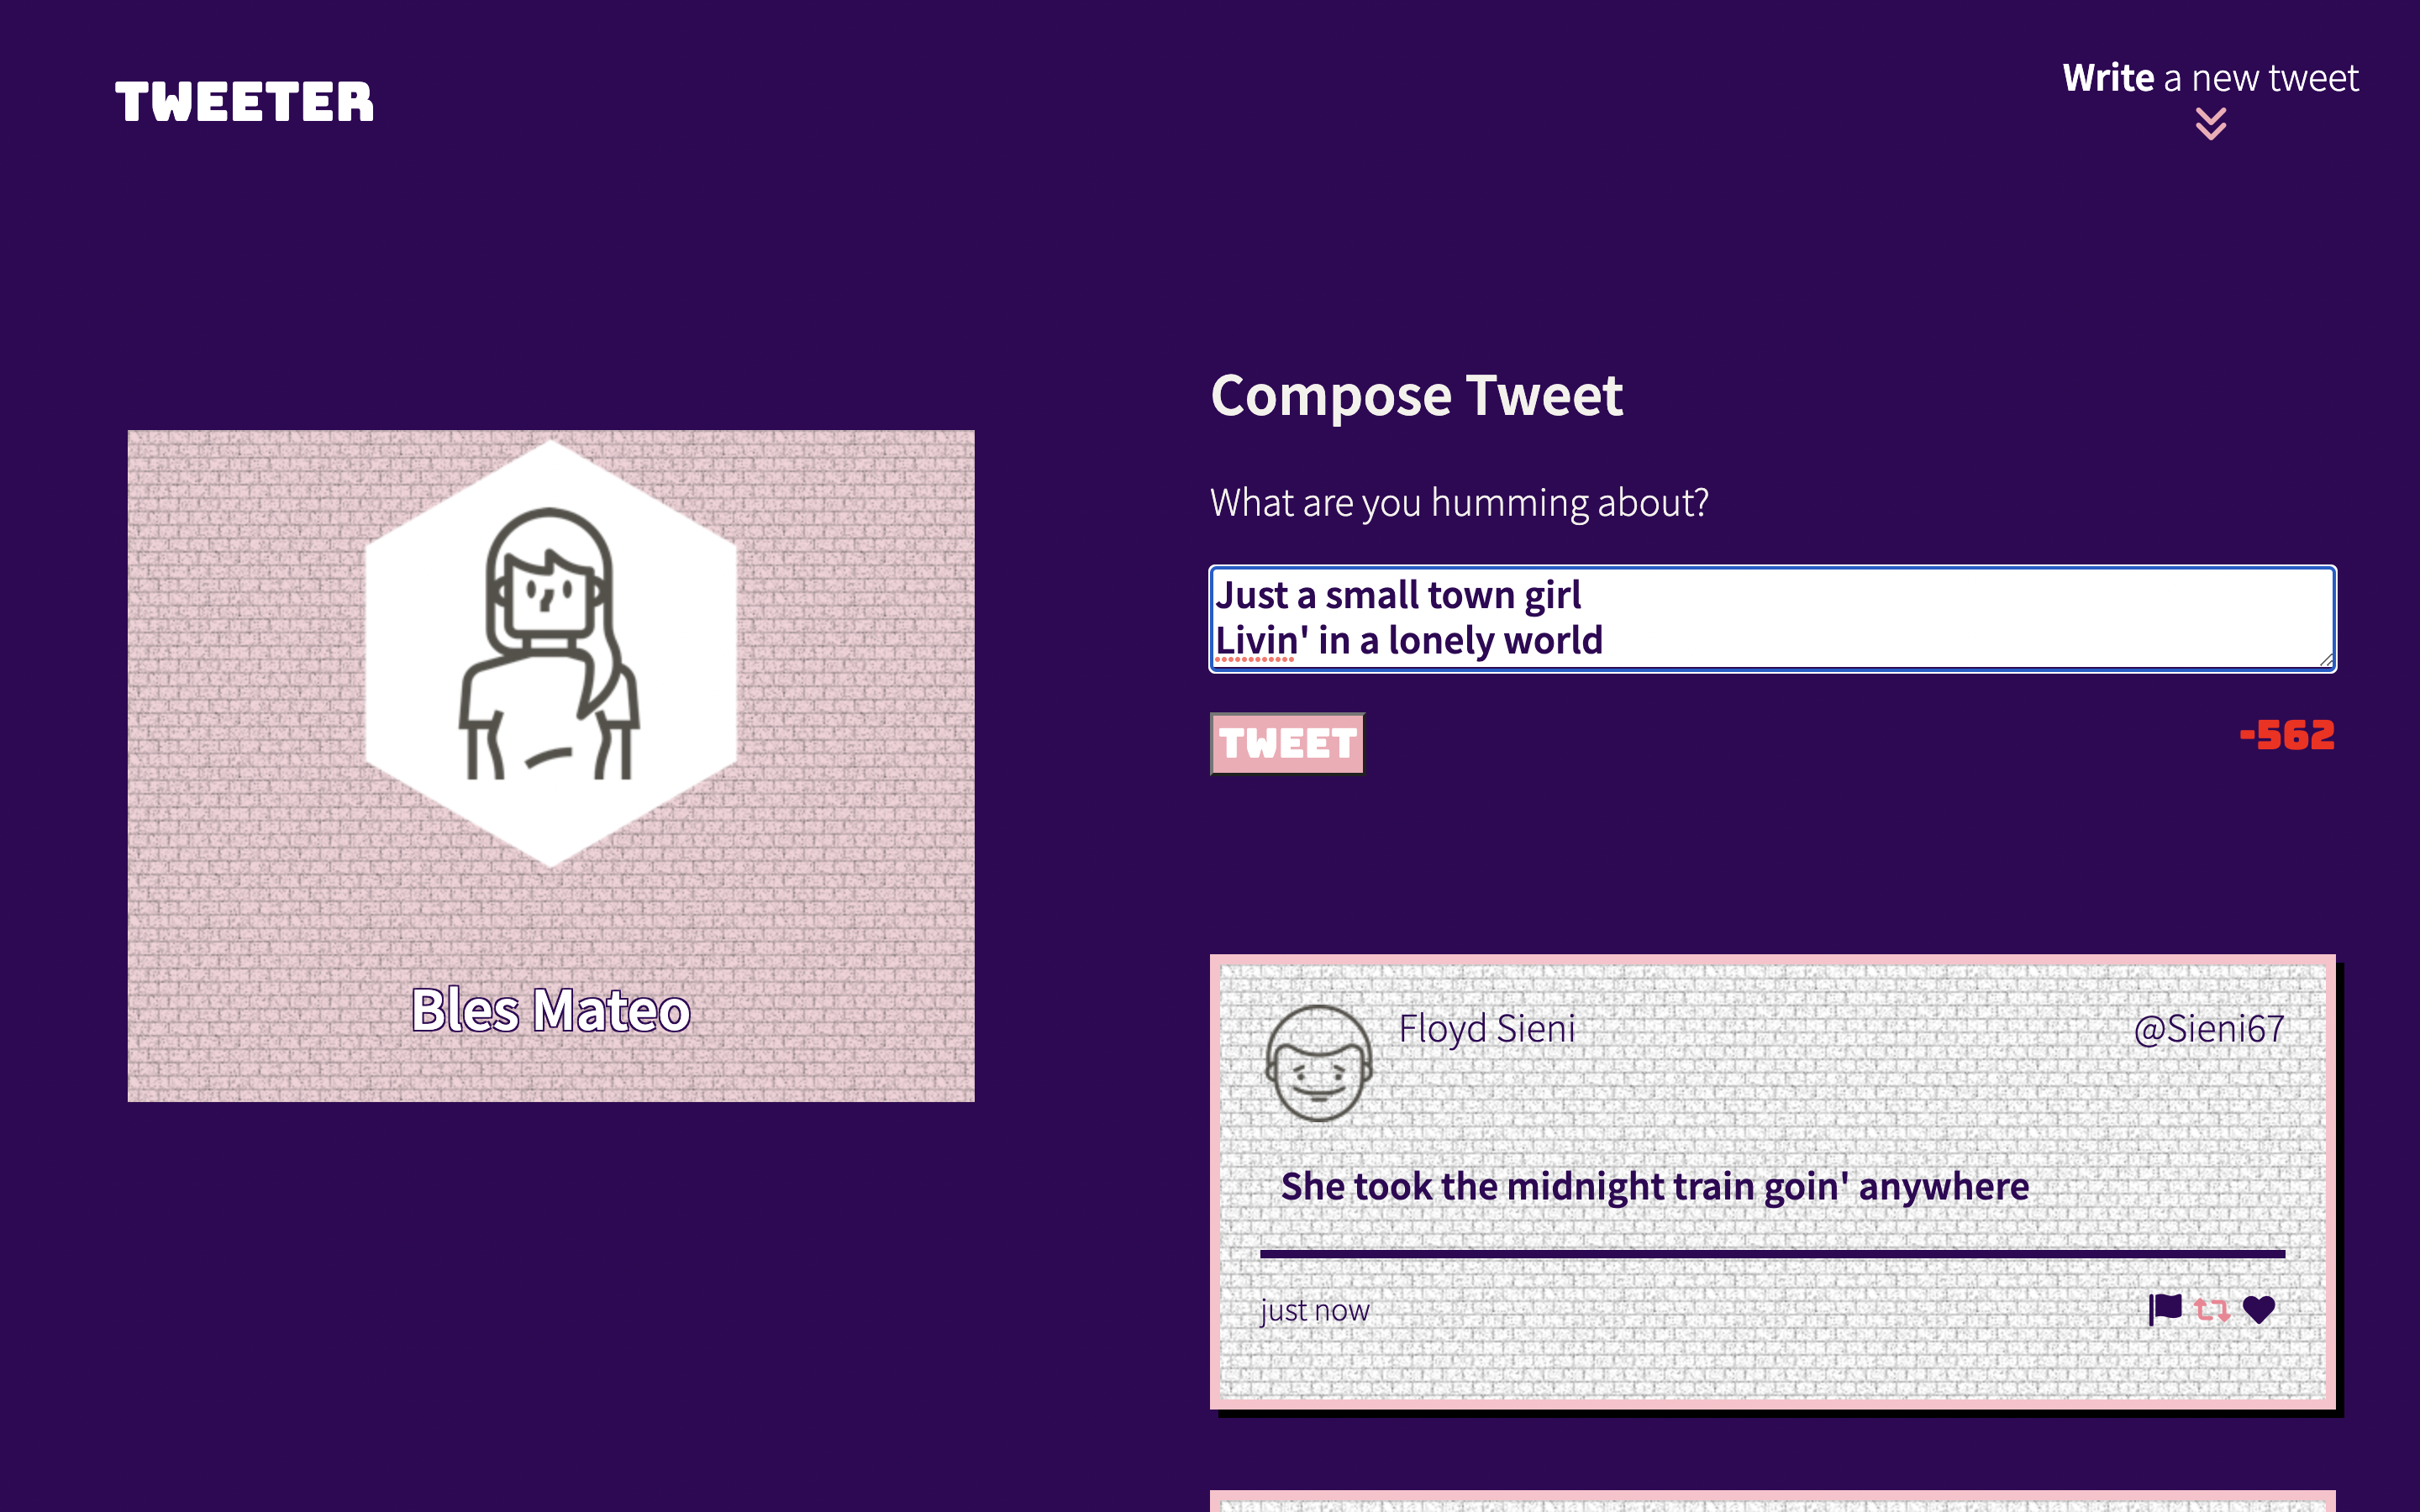 TWEETER
Write a new tweet
Compose Tweet
What are you humming about?
Just a small town girl
Livin' in a lonely world
TWEET
-562
Bles Mateo
Floyd Sieni
@Sieni67
She took the midnight train goin' anywhere
just now